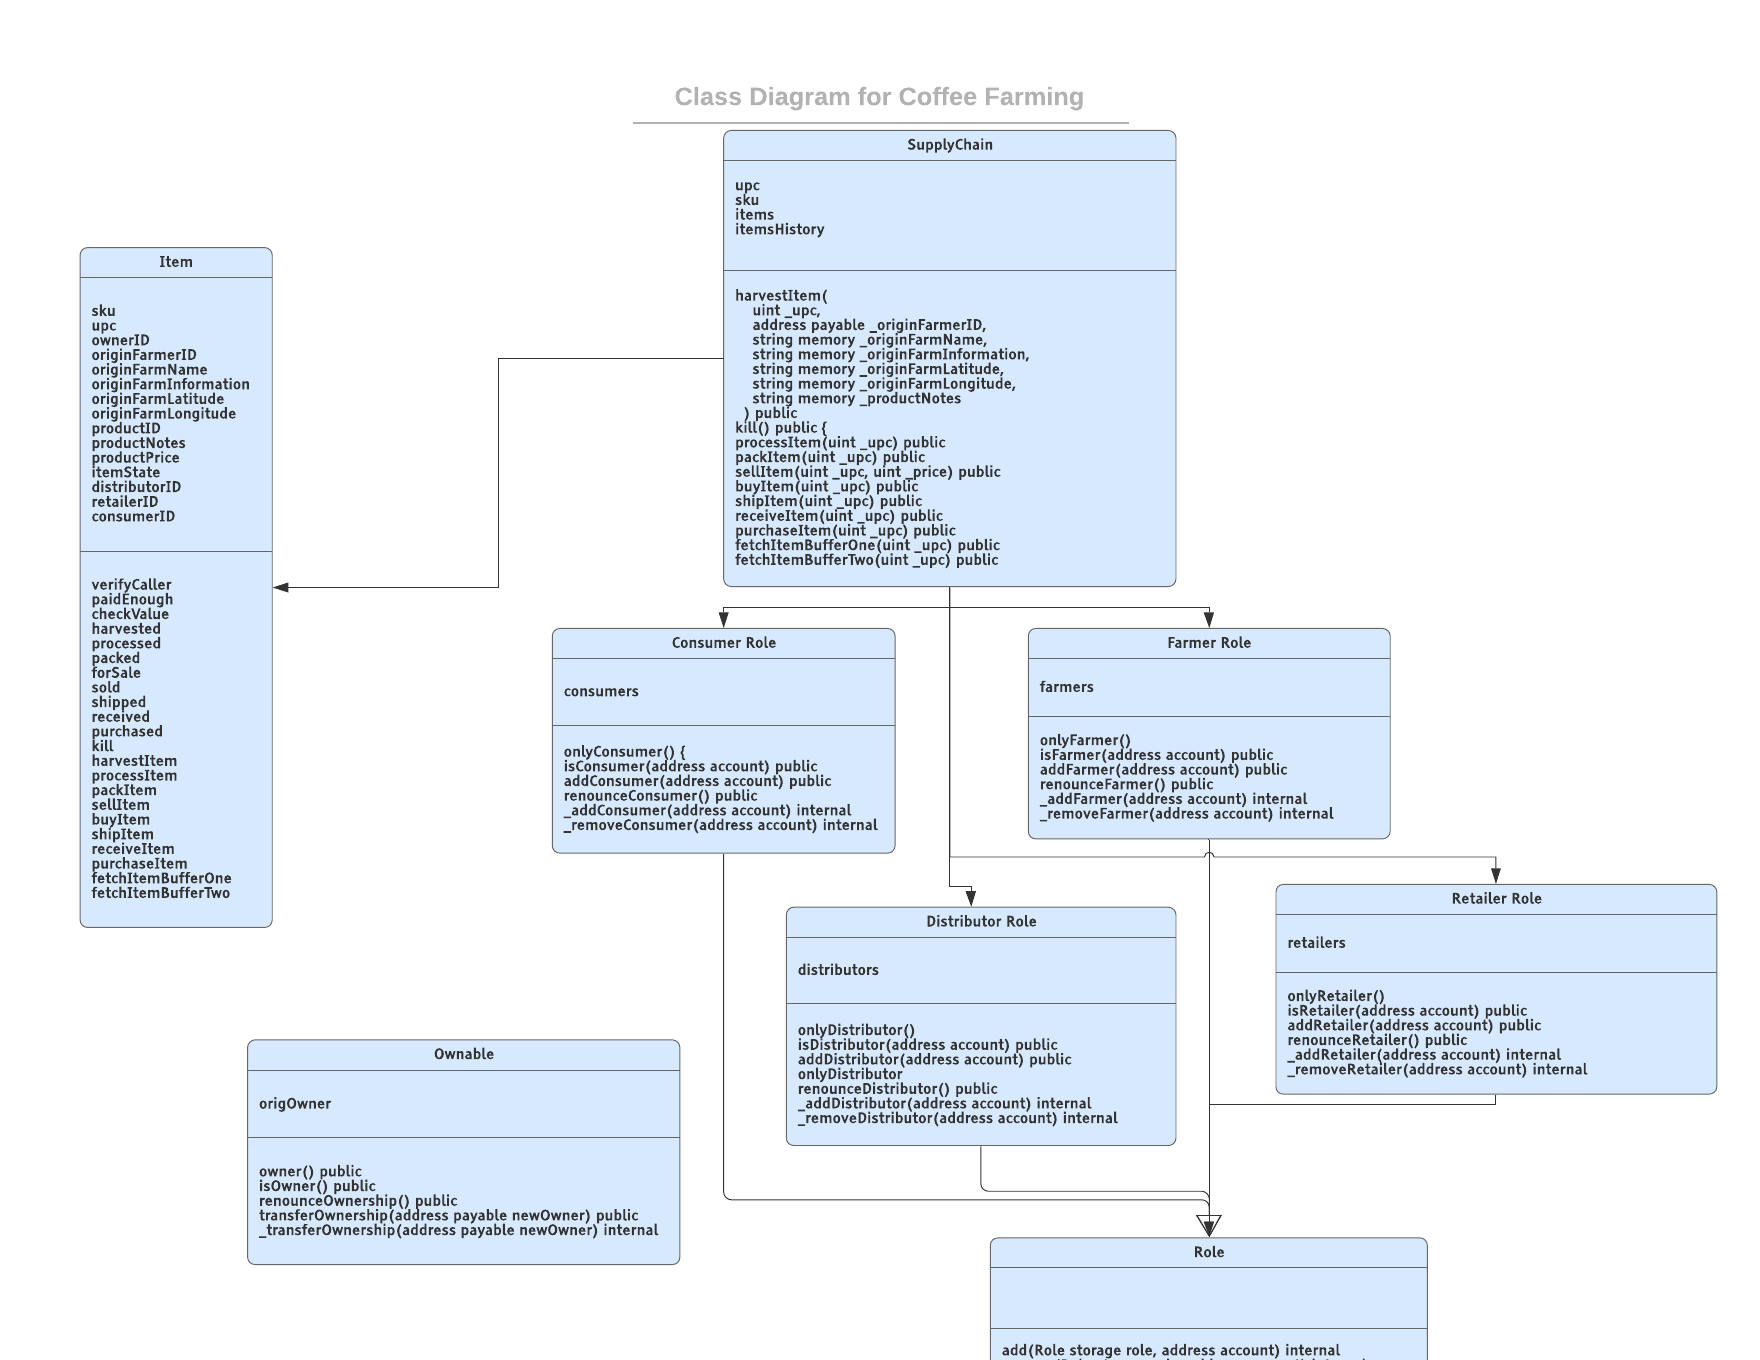 Class Diagram for Coffee Farming
SupplyChain
upc
sku
items
itemsHistory
harvestItem(
uint _upc,
address payable _originFarmerID,
string memory _originFarmName,
string memory _originFarmInformation,
string memory _originFarmLatitude,
string memory _originFarmLongitude,
string memory _productNotes
) public
kill() public {
processItem(uint _upc) public
packItem(uint _upc) public
sellItem(uint _upc, uint _price) public
buyItem(uint _upc) public
shipItem(uint _upc) public
receiveItem(uint _upc) public
purchaseItem(uint _upc) public
fetchItemBufferOne(uint _upc) public
fetchItemBufferTwo(uint _upc) public
Item
sku
upc
ownerID
originFarmerID
originFarmName
originFarmInformation
originFarmLatitude
originFarmLongitude
productID
productNotes
productPrice
itemState
distributorID
retailerID
consumerID
verifyCaller
paidEnough
checkValue
harvested
processed
packed
forSale
sold
shipped
received
purchased
kill
harvestItem
processItem
packItem
sellItem
buyItem
shipItem
receiveItem
purchaseItem
fetchItemBufferOne
fetchItemBufferTwo
Consumer Role
consumers
onlyConsumer() {
isConsumer(address account) public
addConsumer(address account) public
renounceConsumer() public
_addConsumer(address account) internal
_removeConsumer(address account) internal
Farmer Role
farmers
onlyFarmer()
isFarmer(address account) public
addFarmer(address account) public
renounceFarmer() public
_addFarmer(address account) internal
_removeFarmer(address account) internal
Distributor Role
distributors
onlyDistributor()
isDistributor(address account) public
addDistributor(address account) public
onlyDistributor
renounceDistributor() public
_addDistributor(address account) internal
_removeDistributor(address account) internal
Retailer Role
retailers
onlyRetailer()
isRetailer(address account) public
addRetailer(address account) public
renounceRetailer() public
_addRetailer(address account) internal
_removeRetailer(address account) internal
Ownable
origOwner
owner() public
isOwner() public
renounceOwnership() public
transferOwnership(address payable newOwner) public
_transferOwnership(address payable newOwner) internal
Role
add(Role storage role, address account) internal